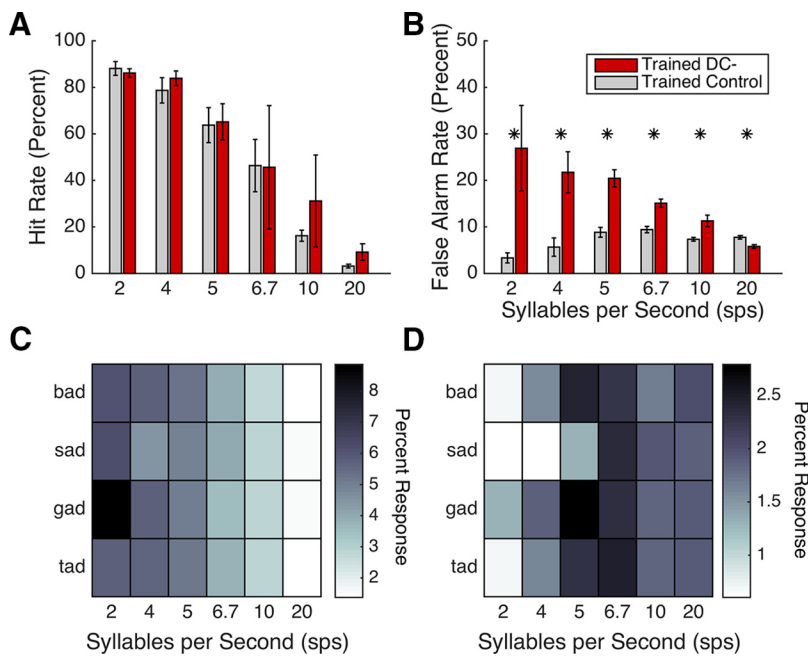 A
Hit Rate (Percent)
100
80
60
40
20
0
2 4 5 6.7 10 20
B
False Alarm Rate (Precent)
50
40
30
20
10
0
Trained DC-
Trained Control
* * * * * *
2 4 5 6.7 10 20
Syllables per Second (sps)
C
bad
sad
gad
tad
2 4 5 6.7 10 20
Syllables per Second (sps)
8
7
6
5
4
3
2
Percent Response
D
bad
sad
gad
tad
2 4 5 6.7 10 20
Syllables per Second (sps)
2.5
2
1.5
1
Percent Response